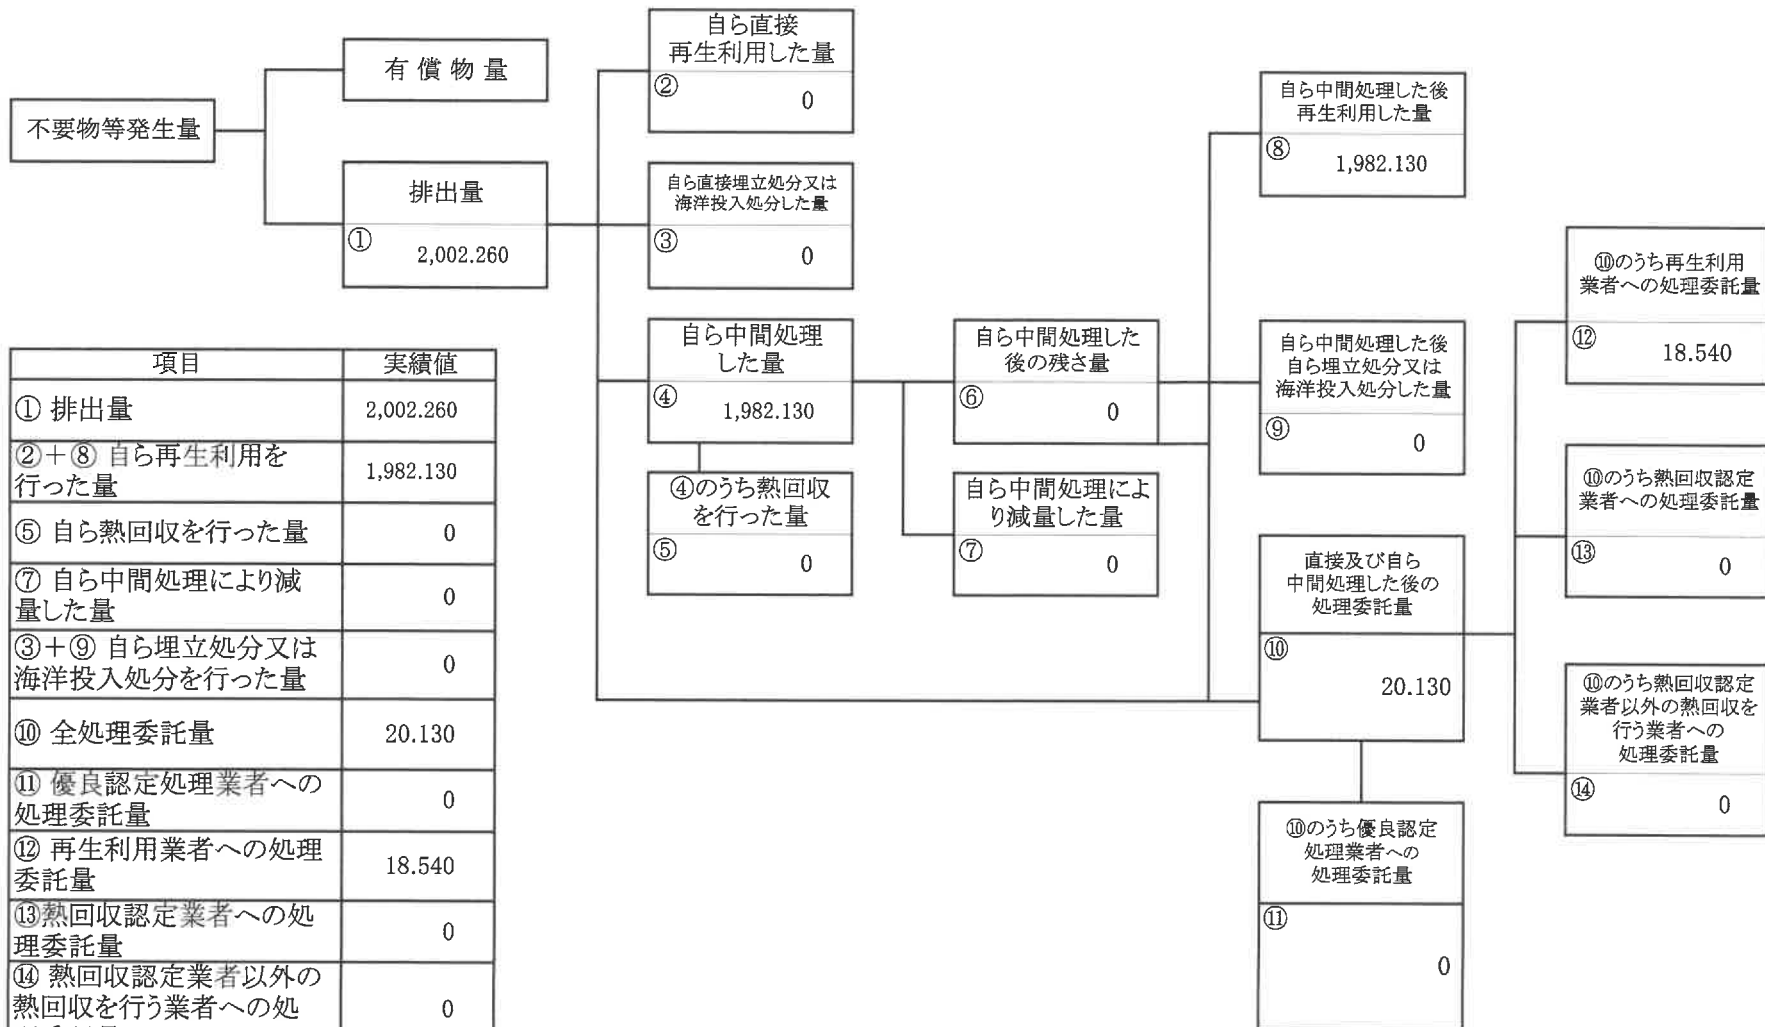 不要物等発生量
有償物量
排出量
①
2,002.260
自ら直接
再生利用した量
②
0
自ら直接埋立処分又は
海洋投入処分した量
③
0
自ら中間処理
した量
④
1,982.130
④のうち熱回収
を行った量
⑤
0
自ら中間処理した
後の残さ量
⑥
0
自ら中間処理によ
り減量した量
⑦
0
自ら中間処理した後
再生利用した量
⑧
1,982.130
自ら中間処理した後
自ら埋立処分又は
海洋投入処分した量
⑨
0
直接及び自ら
中間処理した後の
処理委託量
⑩
20.130
⑩のうち優良認定
処理業者への
処理委託量
⑪
0
⑩のうち再生利用
業者への処理委託量
⑫
18.540
⑩のうち熱回収認定
業者への処理委託量
⑬
0
⑩のうち熱回収認定
業者以外の熱回収を
行う業者への
処理委託量
⑭
0
項目 実績値
① 排出量 2,002.260
②+⑧ 自ら再生利用を
行った量 1,982.130
⑤ 自ら熱回収を行った量 0
⑦ 自ら中間処理により減
量した量 0
③+⑨ 自ら埋立処分又は
海洋投入処分を行った量 0
⑩ 全処理委託量 20.130
⑪ 優良認定処理業者への
処理委託量 0
⑫ 再生利用業者への処理
委託量 18.540
⑬熱回収認定業者への処
理委託量 0
⑭ 熱回収認定業者以外の
熱回収を行う業者への処 0